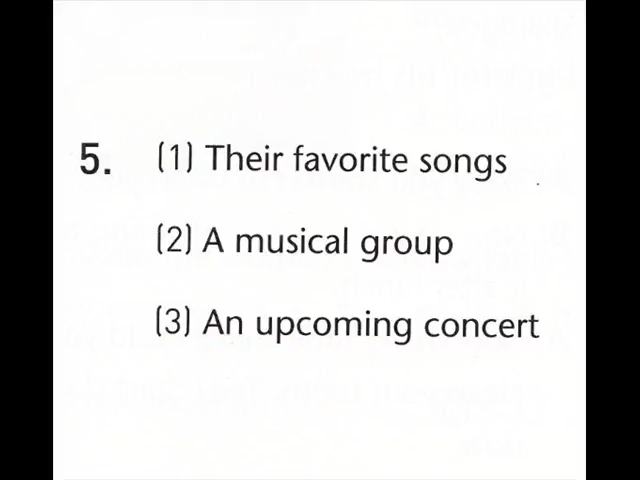 5. (1) Their favorite songs
(2) A musical group
(3) An upcoming concert